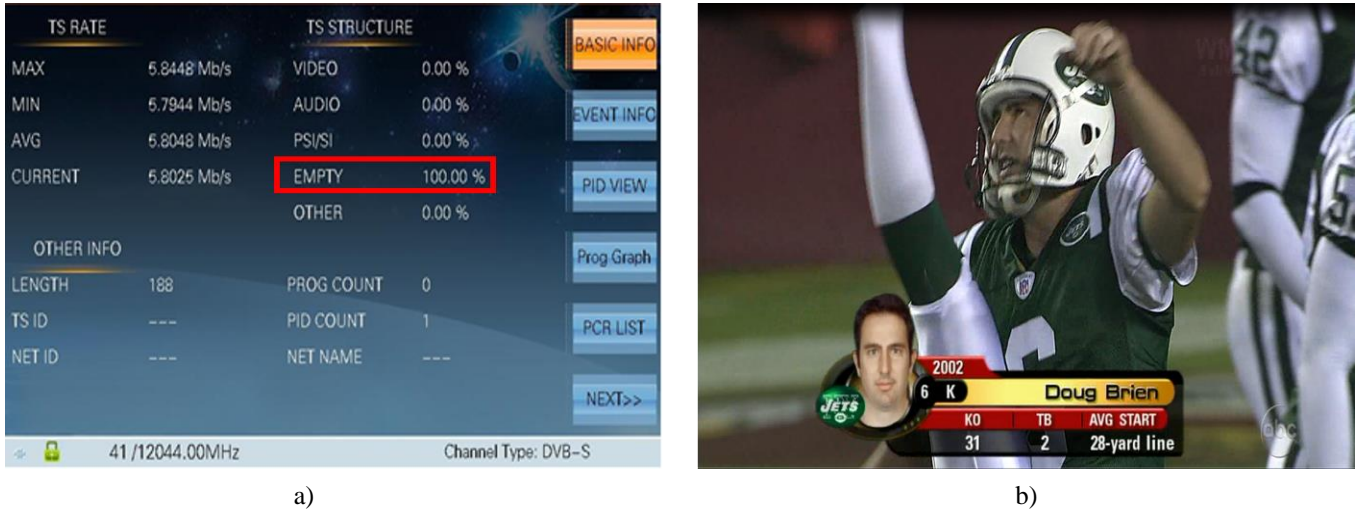 TS RATE TS STRUCTURE
MAX 5.8448 Mb/s VIDEO 0.00 %
MIN 5.7944 Mb/s AUDIO 0.00 %
AVG 5.8048 Mb/s PSI/SI 0.00 %
CURRENT 5.8025 Mb/s EMPTY 100.00 %
OTHER 0.00 %
OTHER INFO
LENGTH 188 PROG COUNT 0
TS ID --- PID COUNT 1
NET ID --- NET NAME ---
BASIC INFO
EVENT INFO
PID VIEW
Prog Graph
PCR LIST
NEXT>>
41 /12044.00MHz Channel Type: DVB-S
a)
42
JETS
2002
6 K Doug Brien
KO TB AVG START
31 2 28-yard line
abc
b)